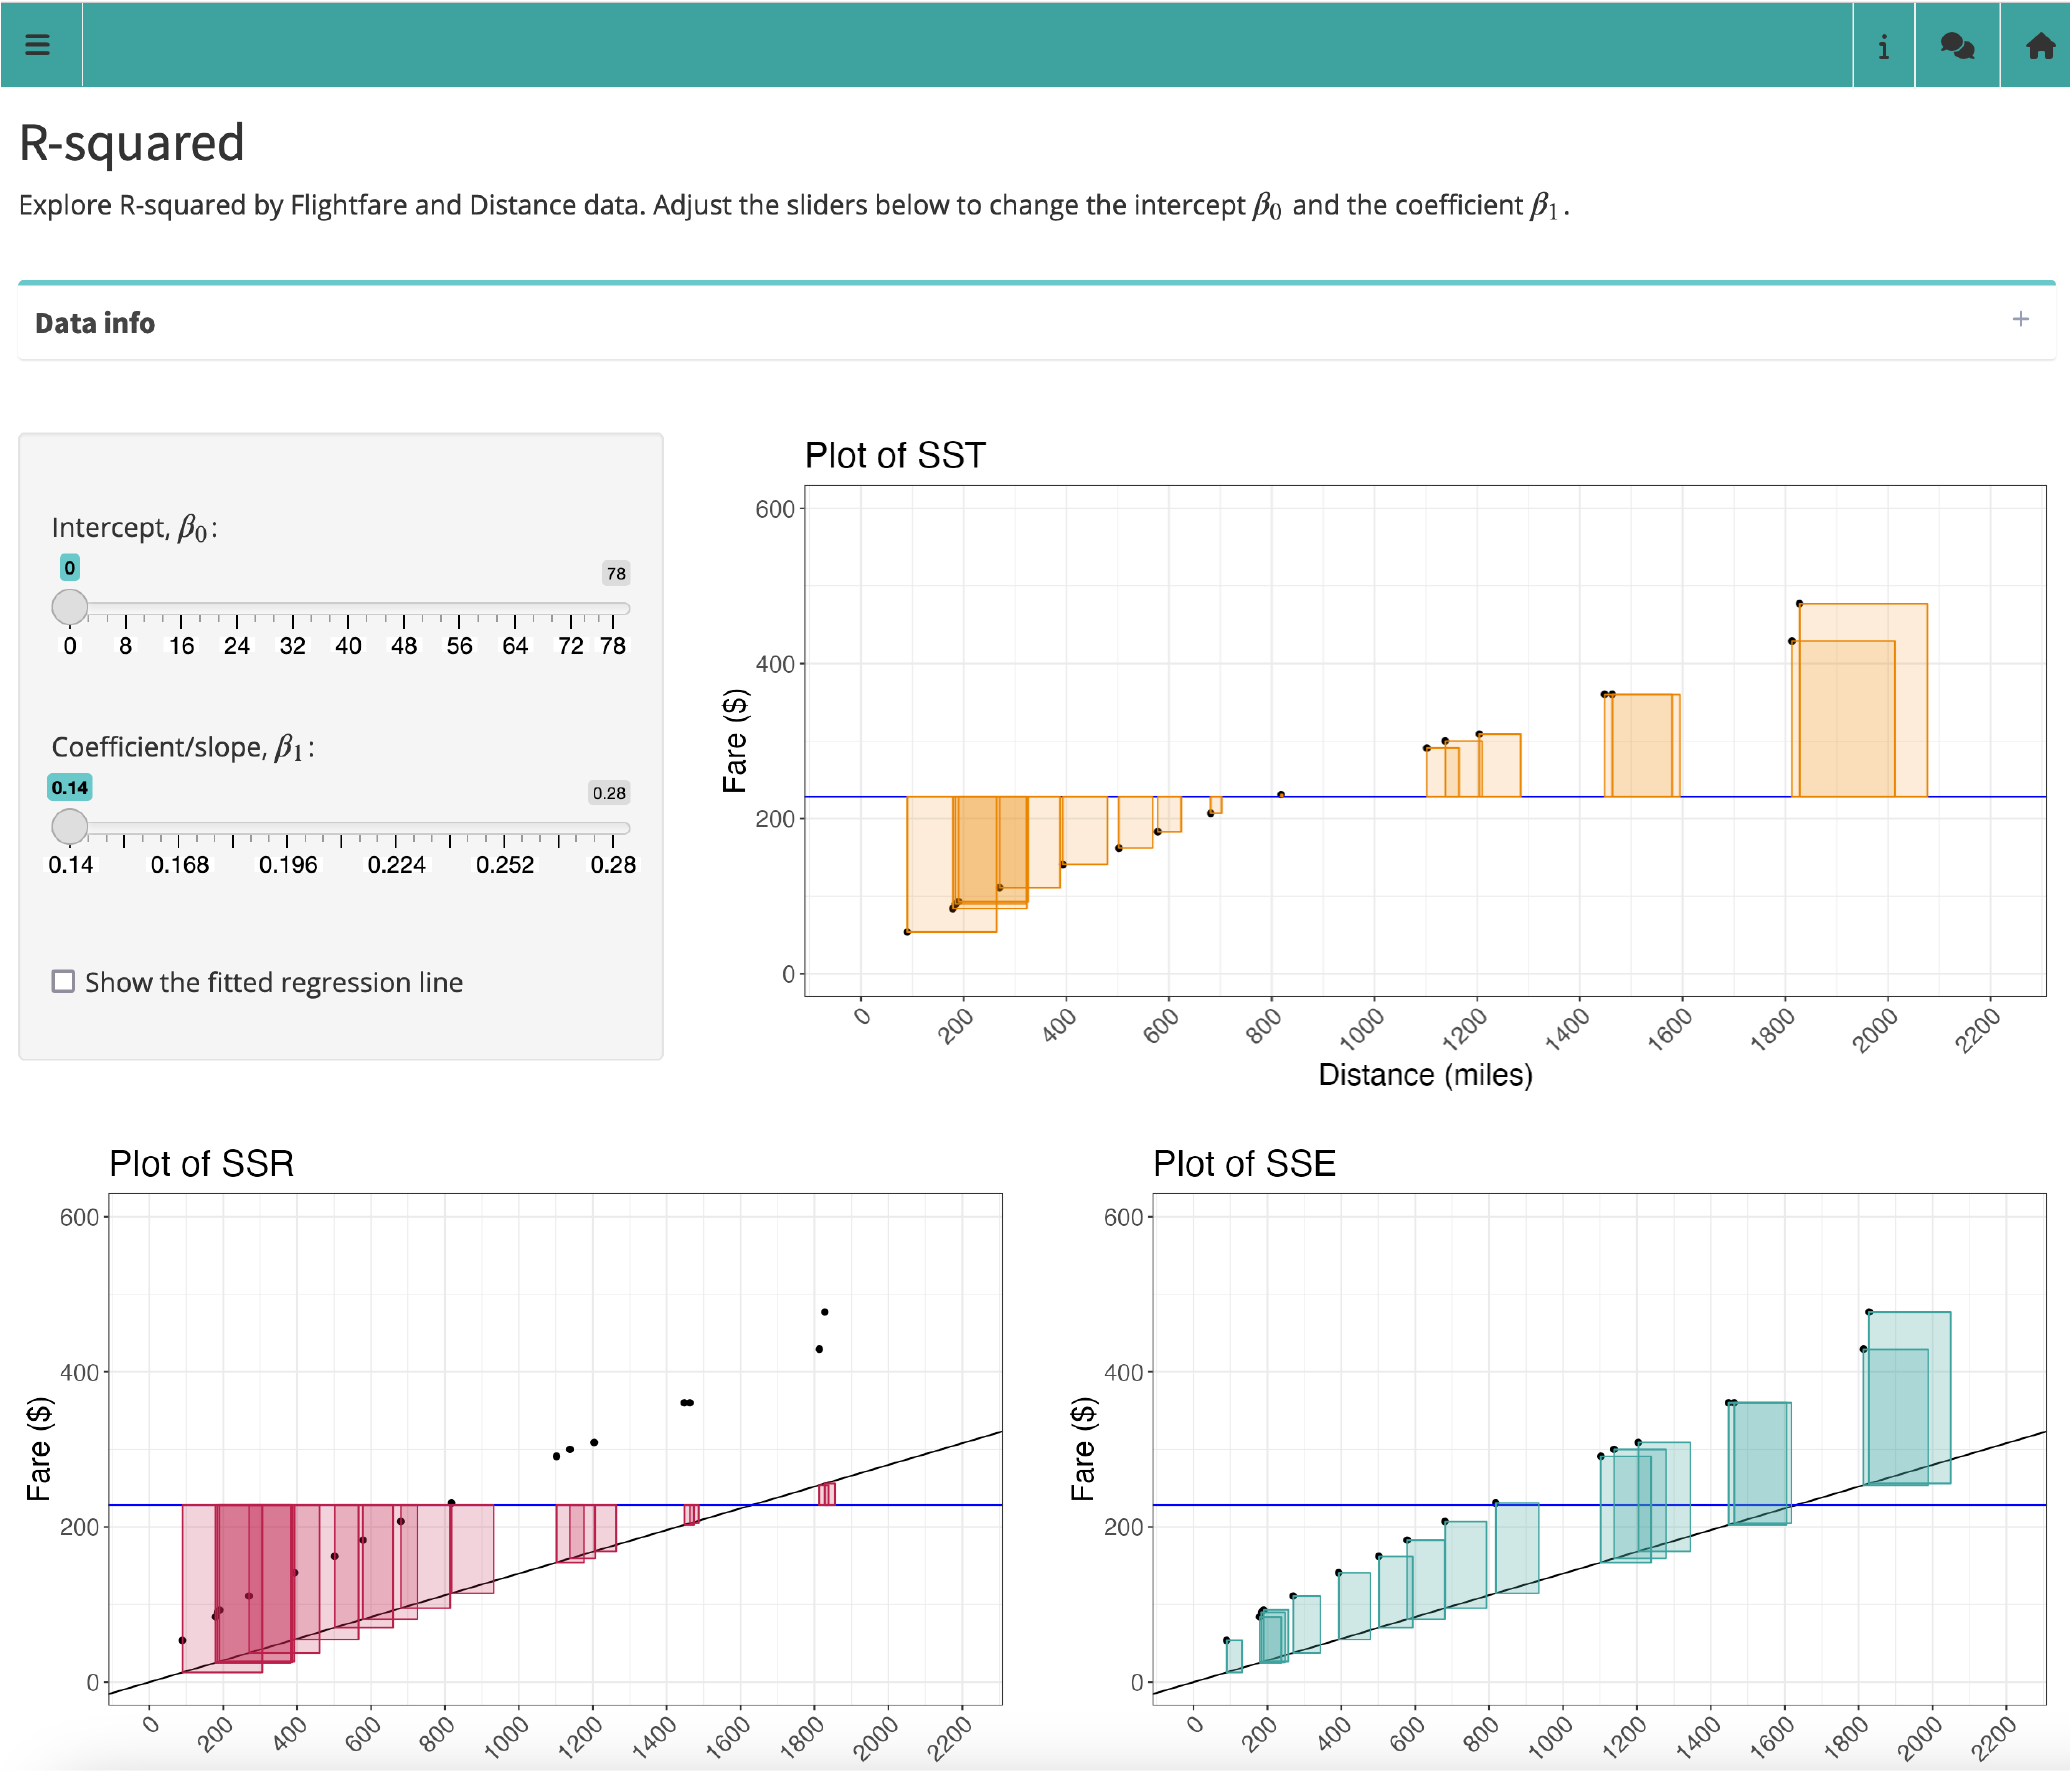 R-squared
Explore R-squared by Flightfare and Distance data. Adjust the sliders below to change the intercept β0 and the coefficient β1.
Data info
Intercept, β0:
0 78
0 8 16 24 32 40 48 56 64 72 78
Coefficient/slope, β1:
0.14 0.28
0.14 0.168 0.196 0.224 0.252 0.28
Show the fitted regression line
Plot of SST
Fare ($)
600
400
200
0
0 200 400 600 800 1000 1200 1400 1600 1800 2000 2200
Distance (miles)
Plot of SSR
Fare ($)
600
400
200
0
0 200 400 600 800 1000 1200 1400 1600 1800 2000 2200
Plot of SSE
Fare ($)
600
400
200
0
0 200 400 600 800 1000 1200 1400 1600 1800 2000 2200